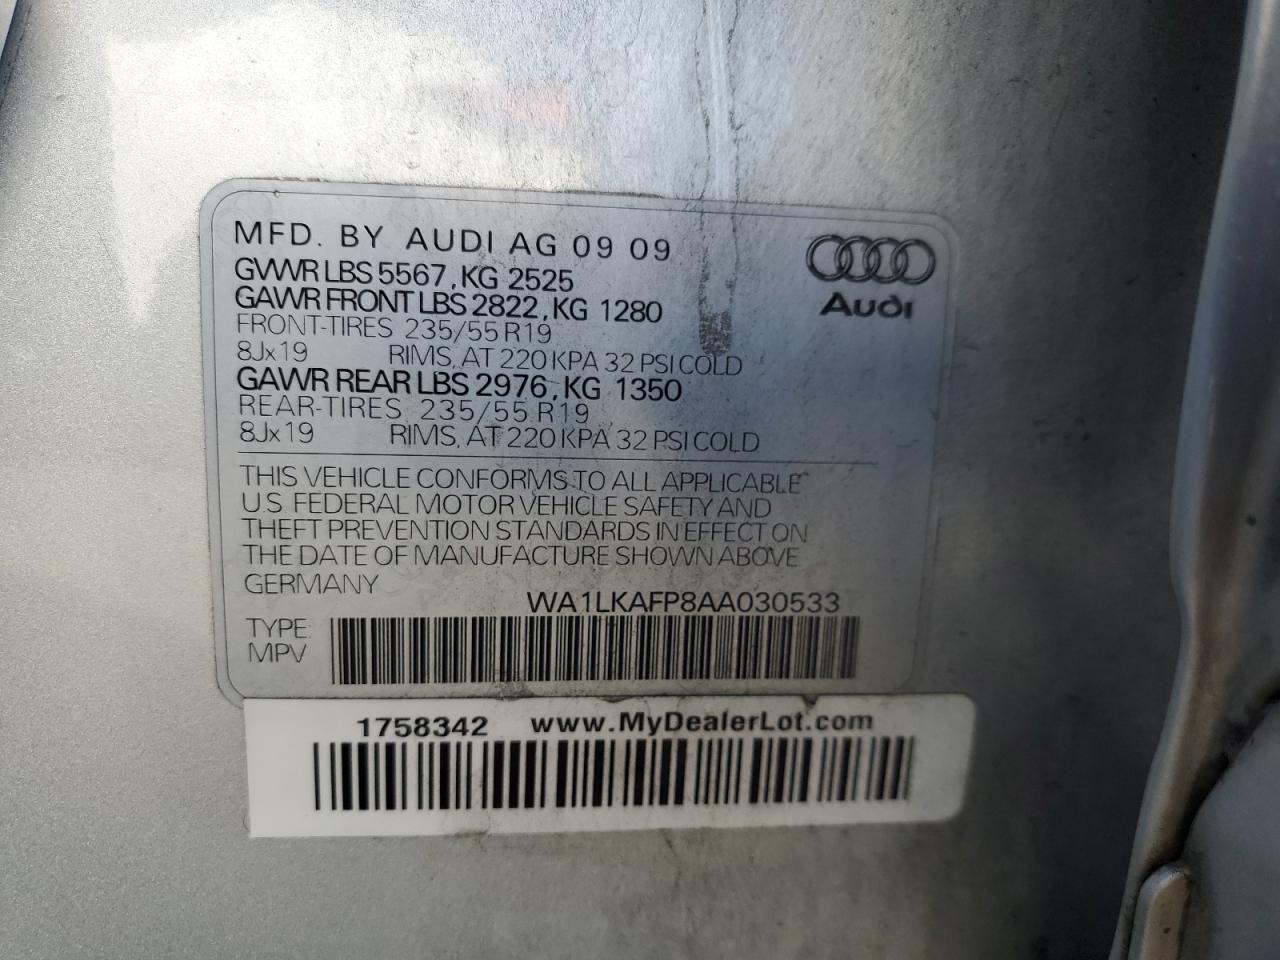 MFD. BY AUDI AG 09 09
GVWR LBS 5567, KG 2525
GAWR FRONT LBS 2822, KG 1280
FRONT-TIRES 235/55 R19
8Jx19 RIMS, AT 220 KPA 32 PSI COLD
GAWR REAR LBS 2976, KG 1350
REAR-TIRES 235/55 R19
8Jx19 RIMS, AT 220 KPA 32 PSI COLD
Audi
THIS VEHICLE CONFORMS TO ALL APPLICABLE
U.S. FEDERAL MOTOR VEHICLE SAFETY AND
THEFT PREVENTION STANDARDS IN EFFECT ON
THE DATE OF MANUFACTURE SHOWN ABOVE
GERMANY
WA1LKAFP8AA030533
TYPE:
MPV
1758342 www.MyDealerLot.com